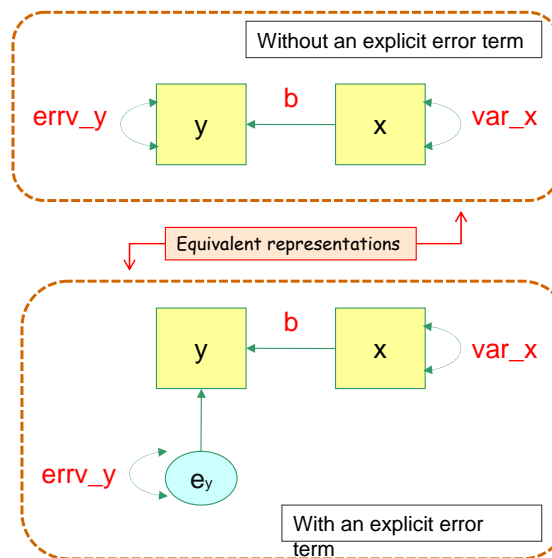 Without an explicit error term
b
errv_y
y
x
var_x
Equivalent representations
b
y
x
var_x
errv_y
ey
With an explicit error
term